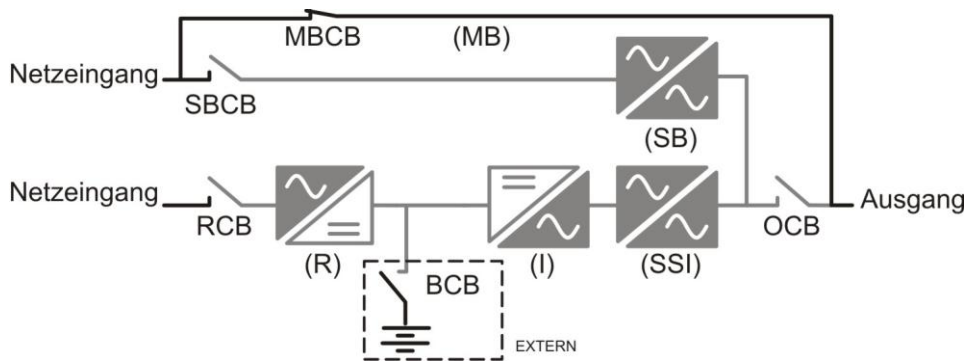 MBCB (MB)
Netzeingang
SBCB
(SB)
Netzeingang Ausgang
RCB OCB
(R) (I) (SSI)
BCB
EXTERN